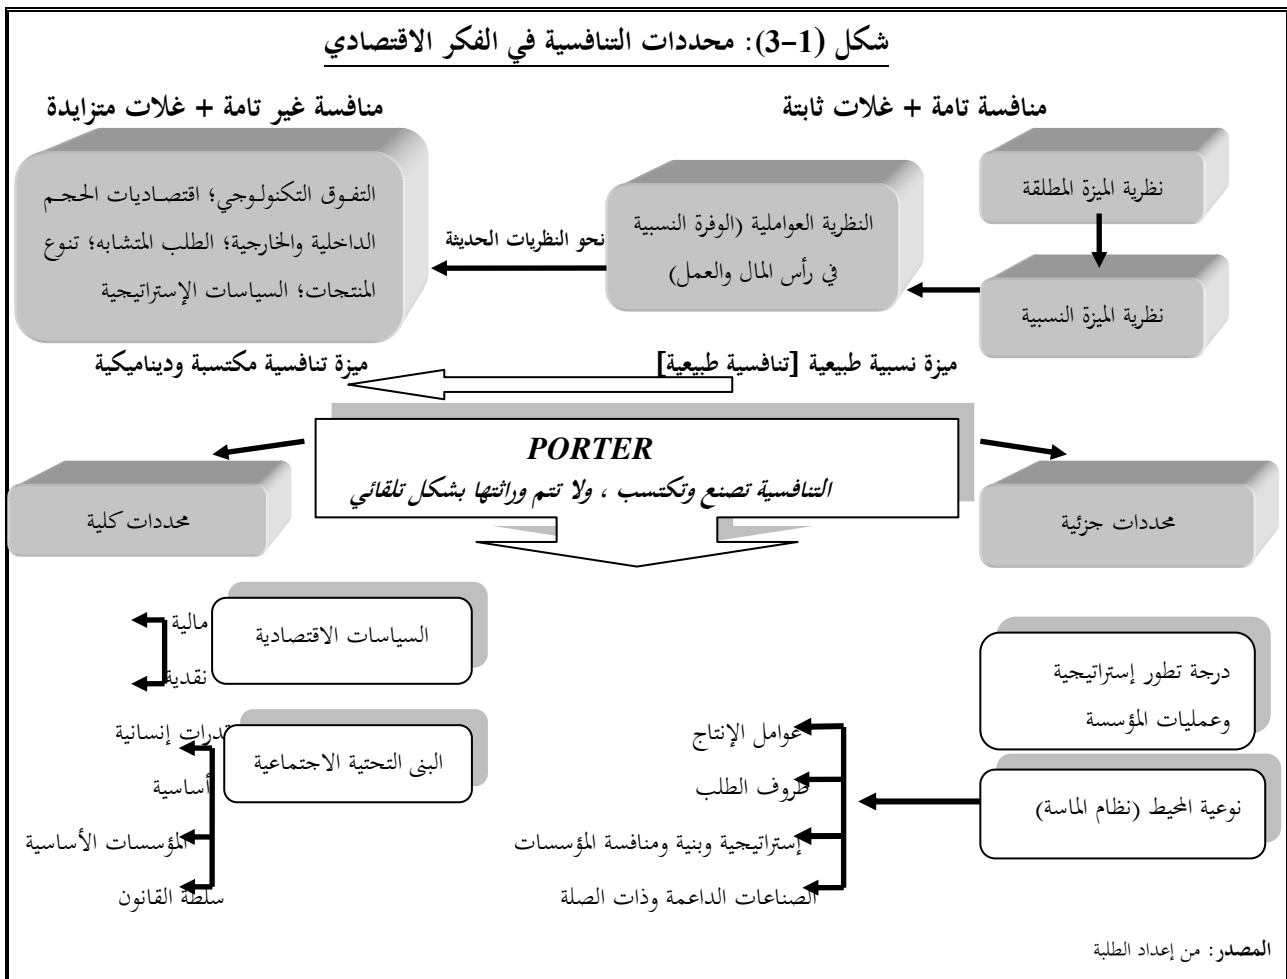 شكل (1-3): محددات التنافسية في الفكر الاقتصادي
منافسة تامة + غلات ثابتة
منافسة غير تامة + غلات متزايدة
نظرية الميزة المطلقة
نظرية الميزة النسبية
النظرية العواملية (الوفرة النسبية
في رأس المال والعمل)
نحو النظريات الحديثة
التفوق التكنولوجي؛ اقتصاديات الحجم
الداخلية والخارجية؛ الطلب المتشابه؛ تنوع
المنتجات؛ السياسات الإستراتيجية
ميزة نسبية طبيعية [تنافسية طبيعية]
ميزة تنافسية مكتسبة وديناميكية
PORTER
التنافسية تصنع وتكتسب ، ولا تتم وراثتها بشكل تلقائي
محددات جزئية
محددات كلية
درجة تطور إستراتيجية
وعمليات المؤسسة
نوعية المحيط (نظام الماسة)
عوامل الإنتاج
ظروف الطلب
إستراتيجية وبنية ومنافسة المؤسسات
الصناعات الداعمة وذات الصلة
السياسات الاقتصادية
مالية
نقدية
البنى التحتية الاجتماعية
قدرات إنسانية
أساسية
المؤسسات الأساسية
سلطة القانون
المصدر: من إعداد الطلبة